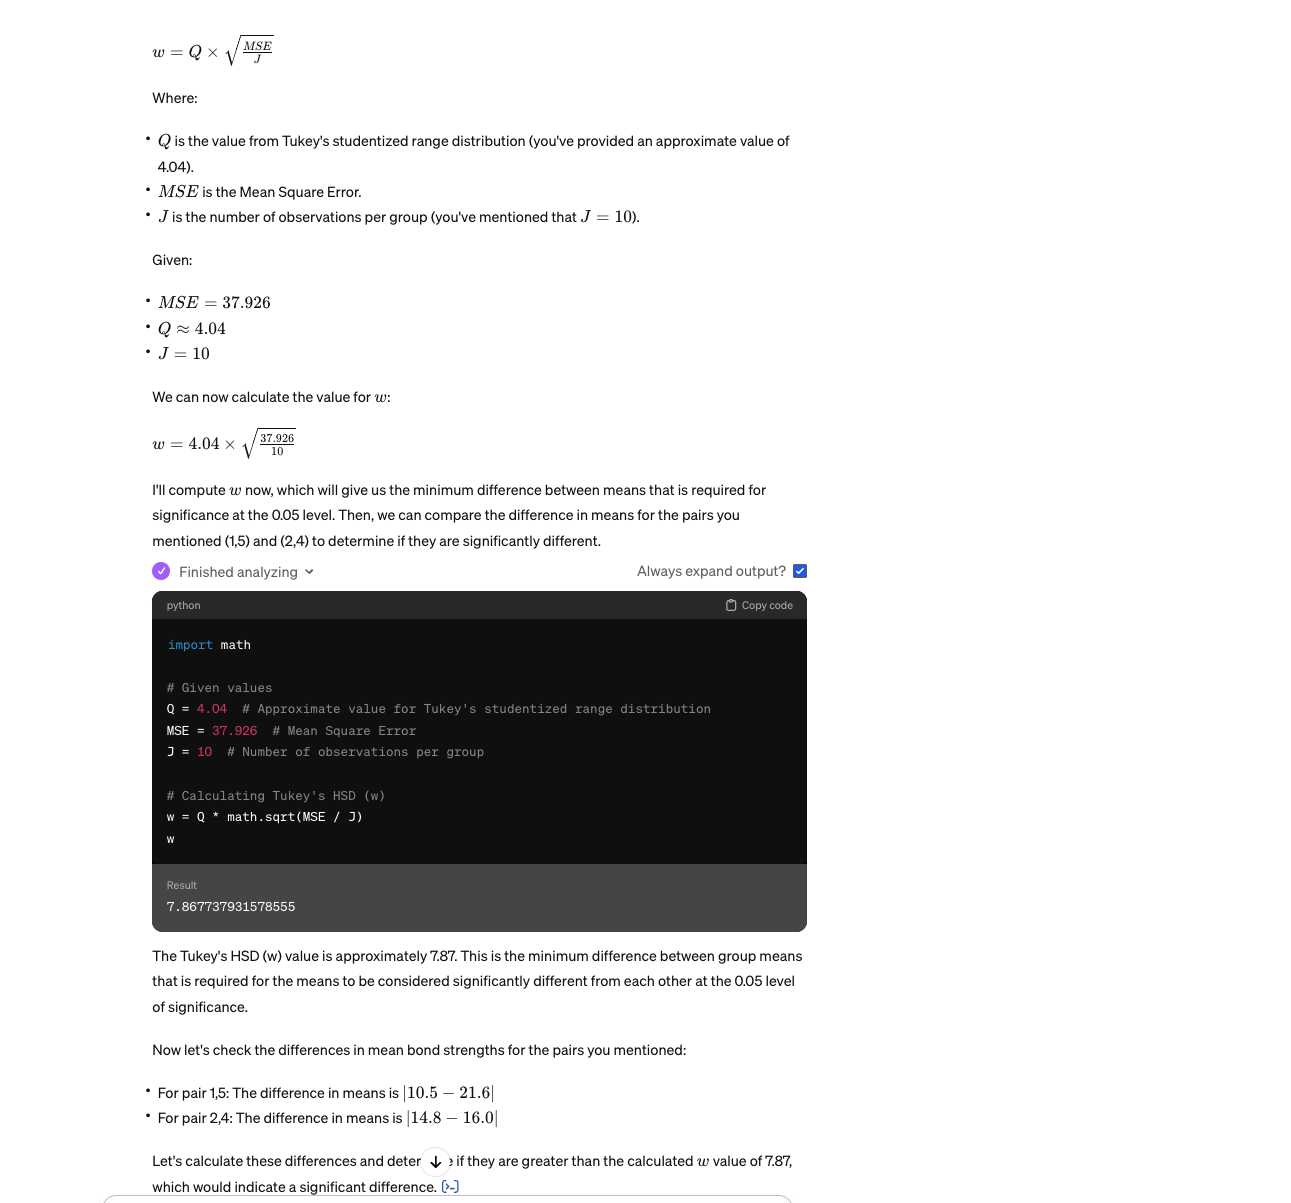 w = Q × √(MSE/J)
Where:
• Q is the value from Tukey's studentized range distribution (you've provided an approximate value of
4.04).
• MSE is the Mean Square Error.
• J is the number of observations per group (you've mentioned that J = 10).
Given:
• MSE = 37.926
• Q ≈ 4.04
• J = 10
We can now calculate the value for w:
w = 4.04 × √(37.926/10)
I'll compute w now, which will give us the minimum difference between means that is required for
significance at the 0.05 level. Then, we can compare the difference in means for the pairs you
mentioned (1,5) and (2,4) to determine if they are significantly different.
Finished analyzing Always expand output?
python Copy code
import math
# Given values
Q = 4.04  # Approximate value for Tukey's studentized range distribution
MSE = 37.926  # Mean Square Error
J = 10  # Number of observations per group
# Calculating Tukey's HSD (w)
w = Q * math.sqrt(MSE / J)
w
Result
7.867737931578555
The Tukey's HSD (w) value is approximately 7.87. This is the minimum difference between group means
that is required for the means to be considered significantly different from each other at the 0.05 level
of significance.
Now let's check the differences in mean bond strengths for the pairs you mentioned:
• For pair 1,5: The difference in means is |10.5 − 21.6|
• For pair 2,4: The difference in means is |14.8 − 16.0|
Let's calculate these differences and if they are greater than the calculated w value of 7.87,
which would indicate a significant difference. [>-]